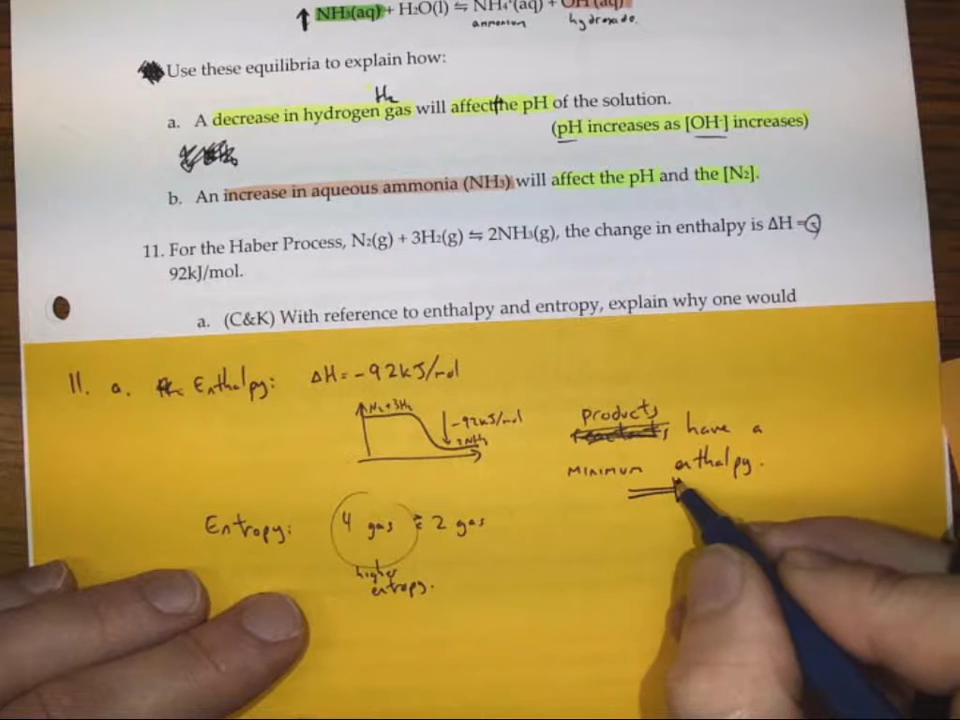 NH₃(aq) + H₂O(l) ⇋ NH₄⁺(aq) + OH⁻(aq)
ammonium hydroxide.
Use these equilibria to explain how:
H₂
a. A decrease in hydrogen gas will affect the pH of the solution.
(pH increases as [OH-] increases)
b. An increase in aqueous ammonia (NH₃) will affect the pH and the [N₂].
11. For the Haber Process, N₂(g) + 3H₂(g) ⇋ 2NH₃(g), the change in enthalpy is ΔH = -
92kJ/mol.
a. (C&K) With reference to enthalpy and entropy, explain why one would
11. a. Enthalpy: ΔH = -92kJ/mol
N₂ + 3H₂
-92kJ/mol
2NH₃
products
reactants have a
minimum enthalpy.
Entropy: 4 gas ⇌ 2 gas
higher
entropy.